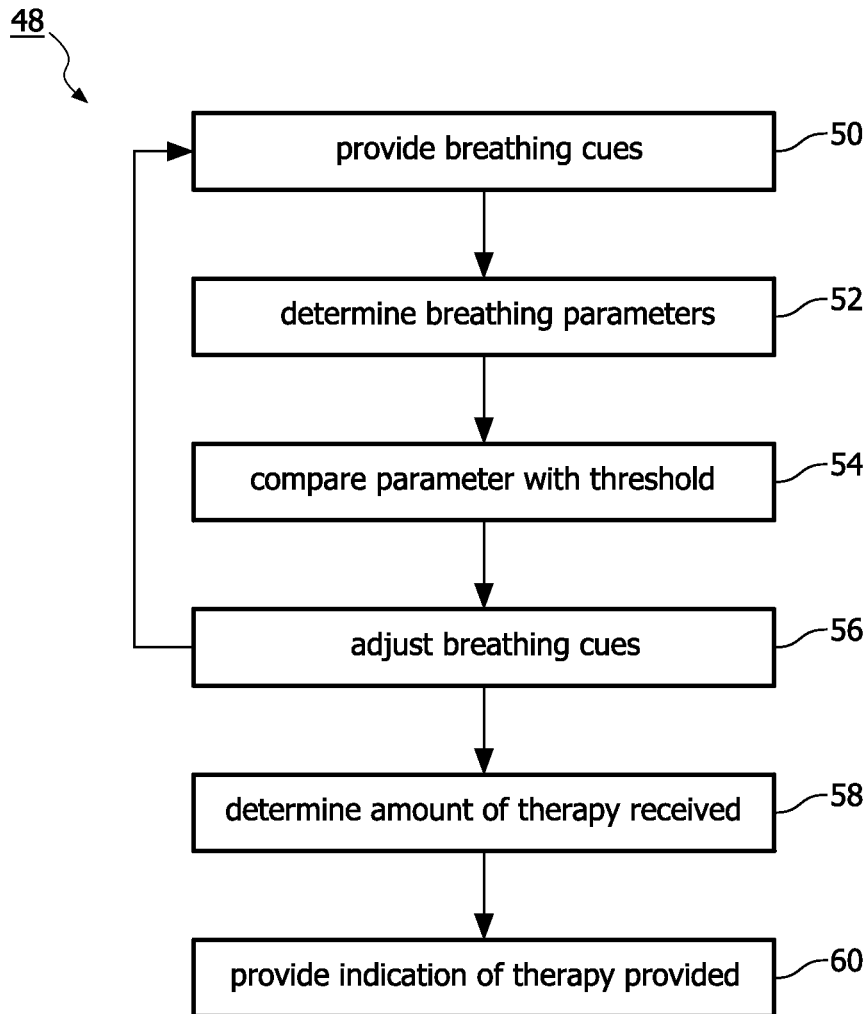 48
provide breathing cues
50
determine breathing parameters
52
compare parameter with threshold
54
adjust breathing cues
56
determine amount of therapy received
58
provide indication of therapy provided
60